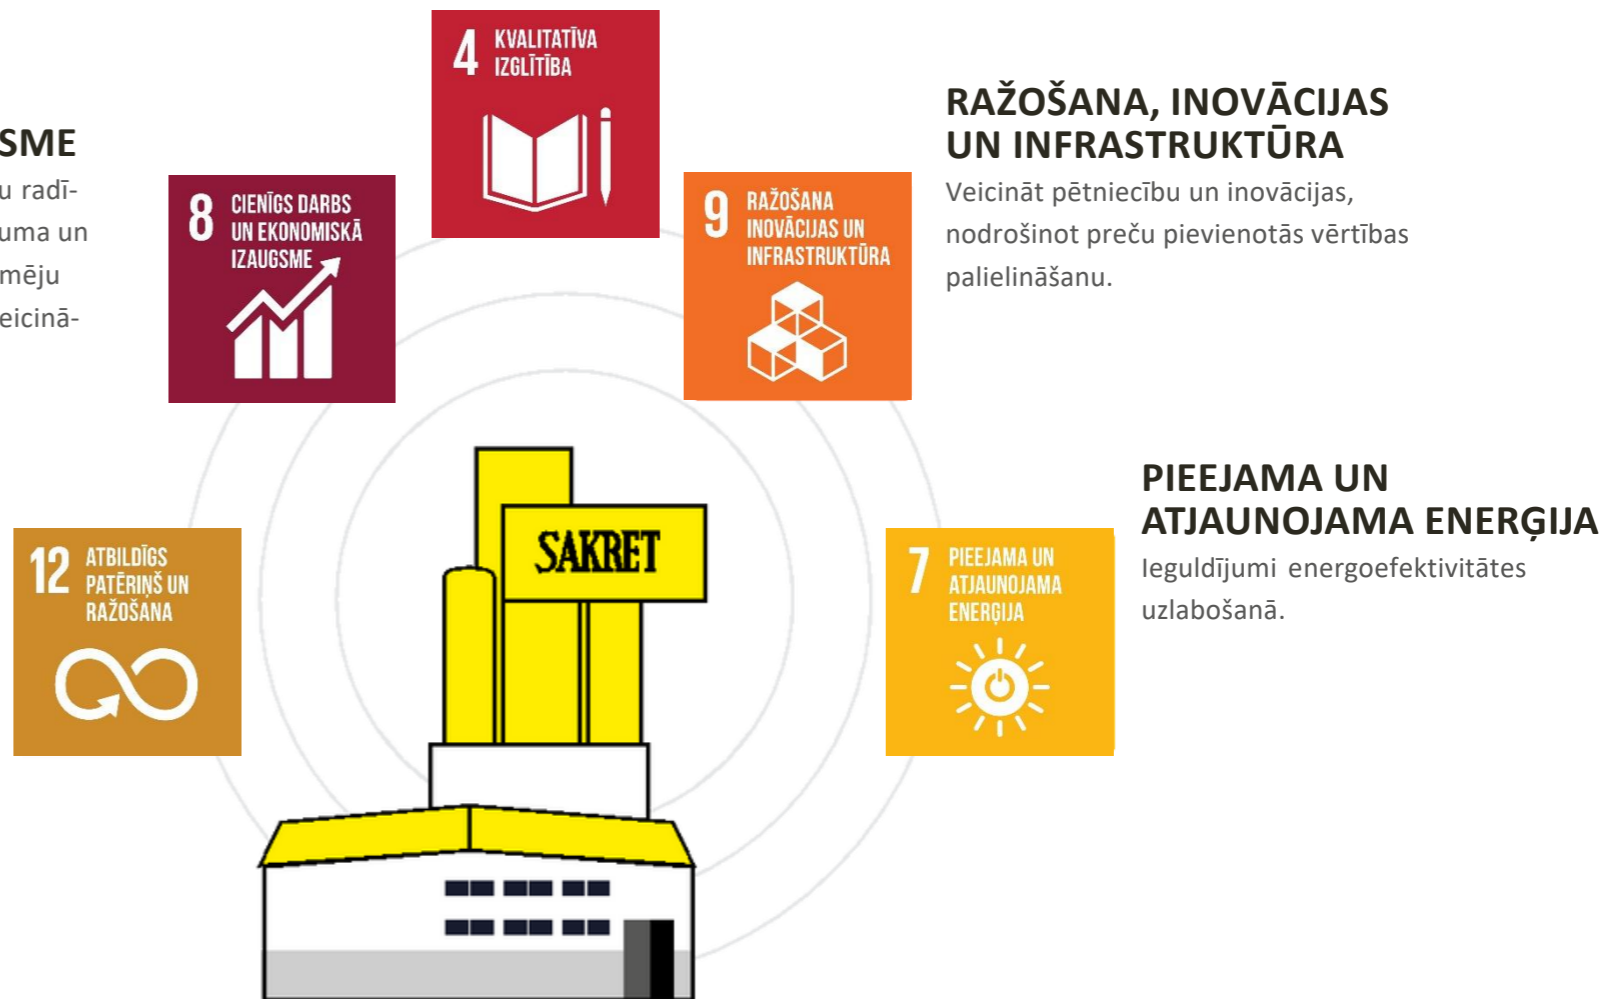 4 KVALITATĪVA
IZGLĪTĪBA
SME
u radī-
uma un
mēju
eicinā-
8 CIENĪGS DARBS
UN EKONOMISKĀ
IZAUGSME
9 RAŽOŠANA
INOVĀCIJAS UN
INFRASTRUKTŪRA
RAŽOŠANA, INOVĀCIJAS
UN INFRASTRUKTŪRA
Veicināt pētniecību un inovācijas,
nodrošinot preču pievienotās vērtības
palielināšanu.
12 ATBILDĪGS
PATĒRIŅŠ UN
RAŽOŠANA
SAKRET
7 PIEEJAMA UN
ATJAUNOJAMA
ENERĢIJA
PIEEJAMA UN
ATJAUNOJAMA ENERĢIJA
Ieguldījumi energoefektivitātes
uzlabošanā.